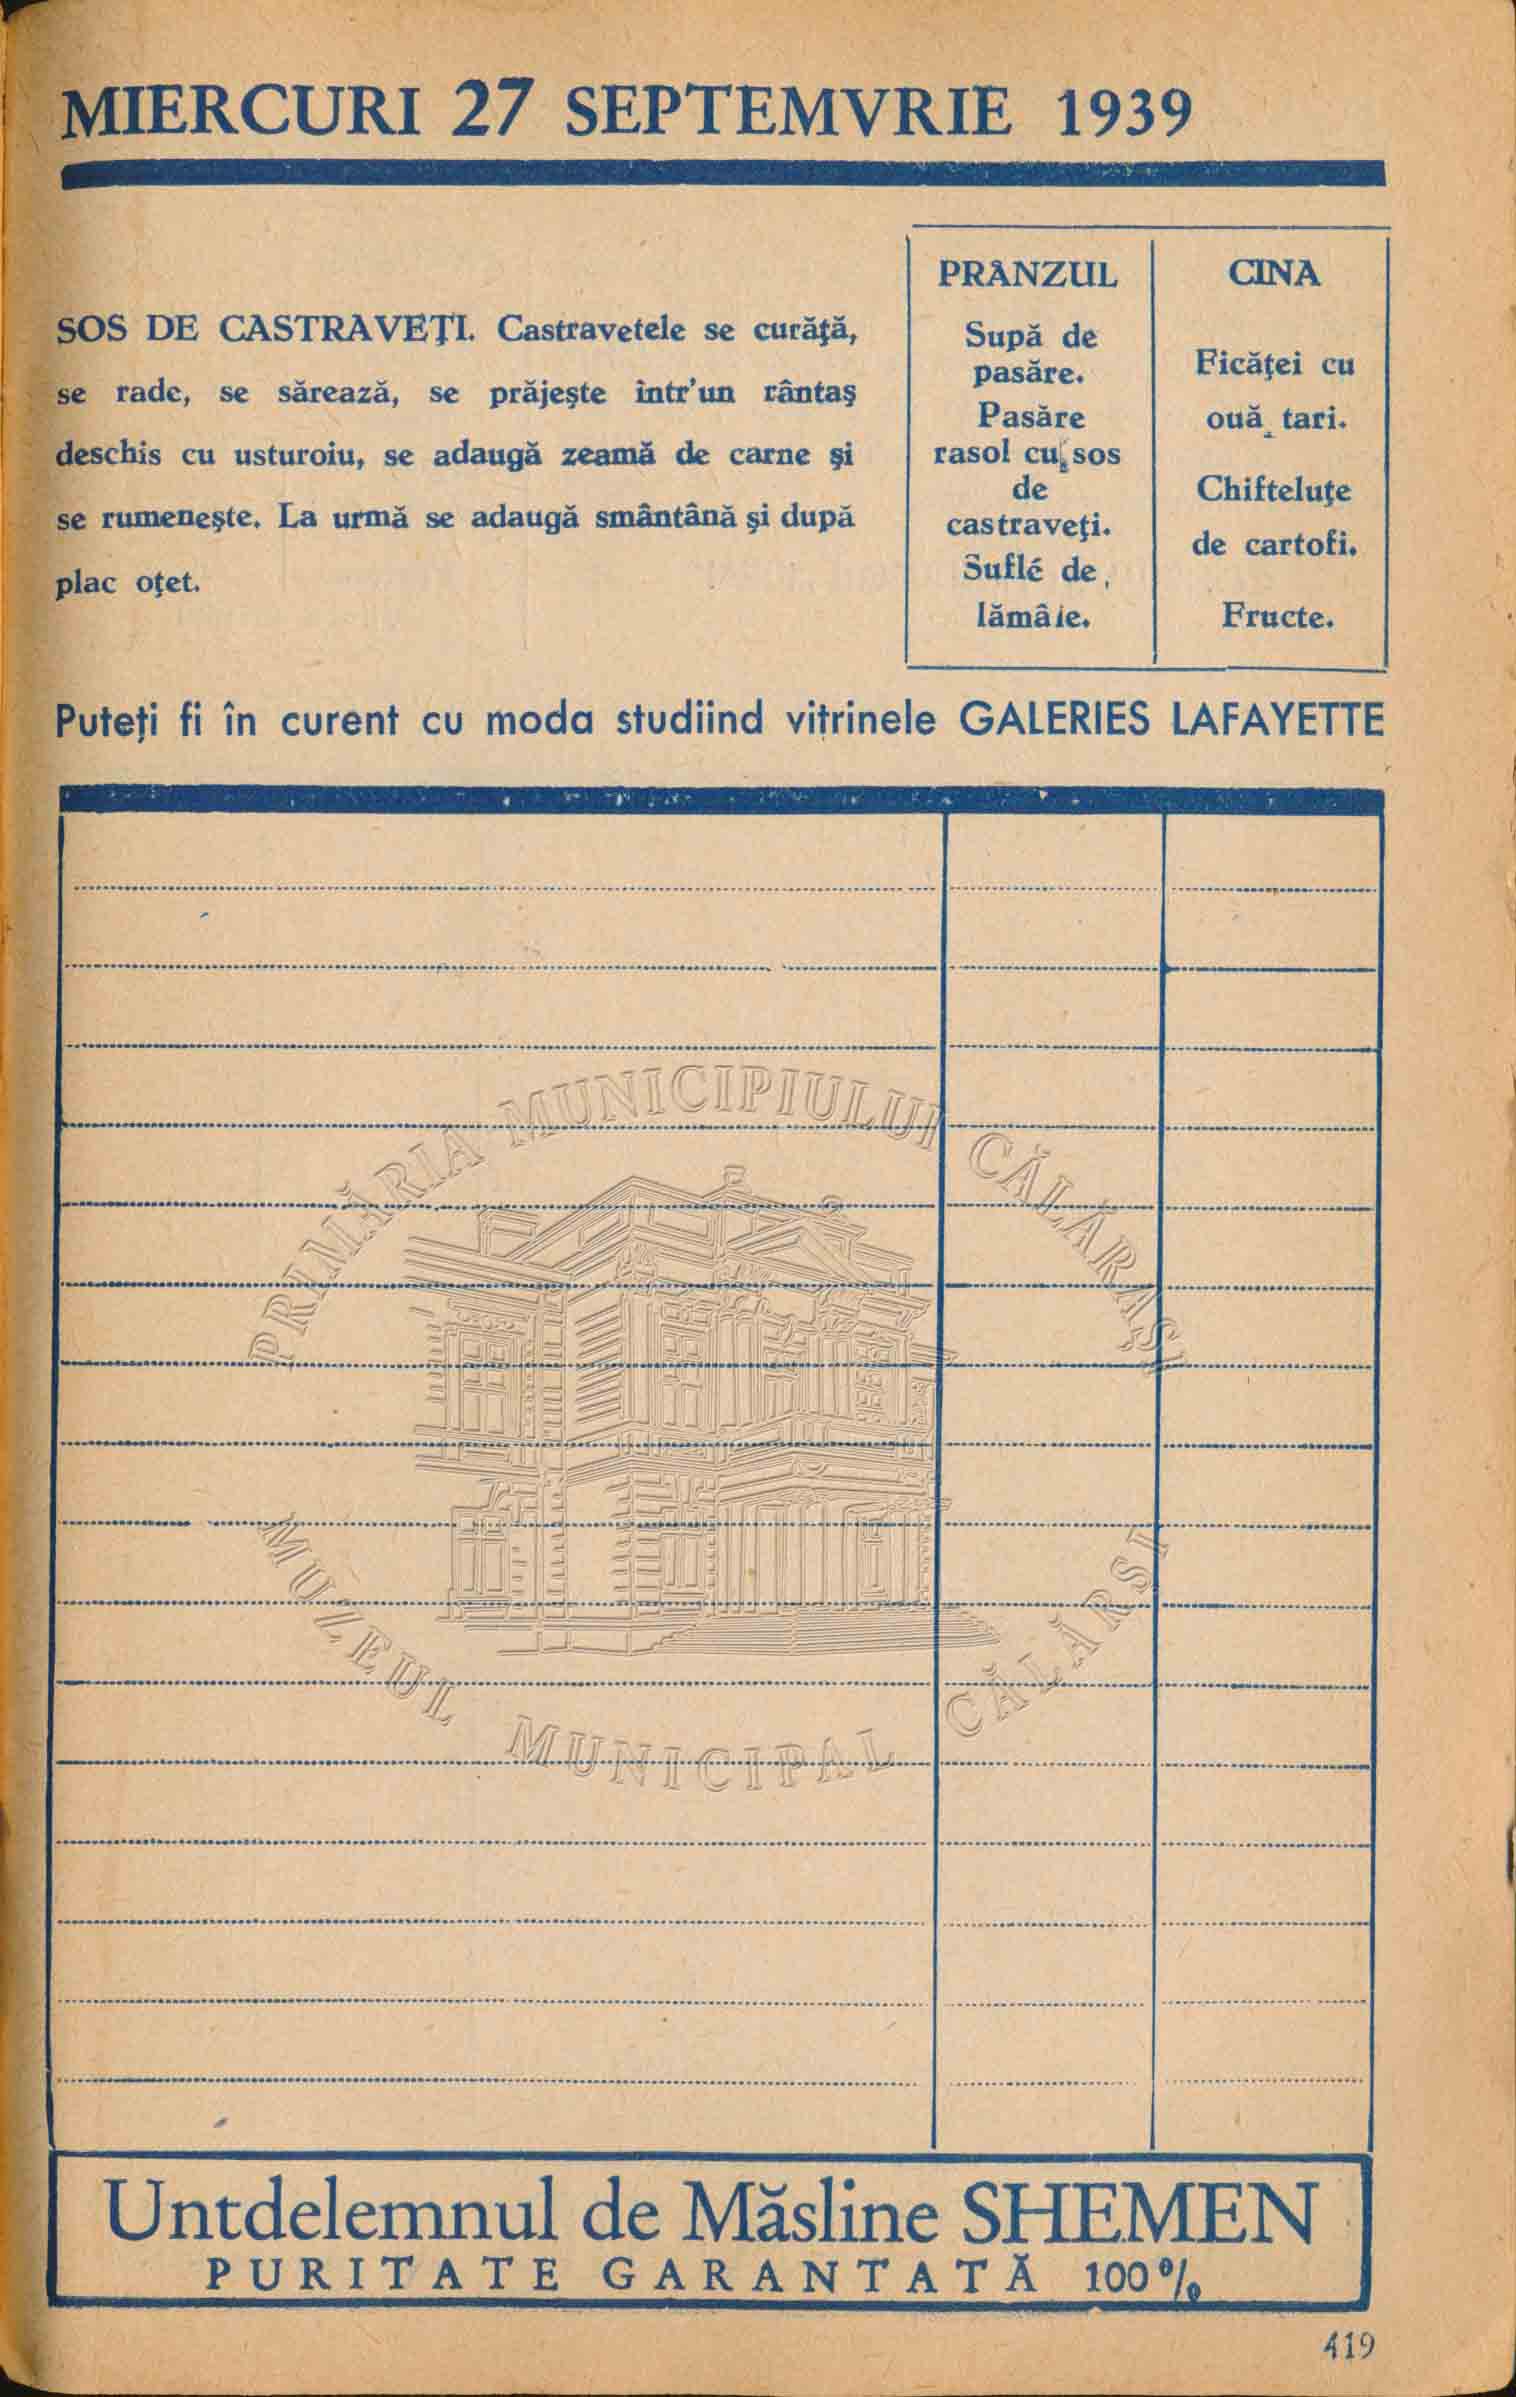 MIERCURI 27 SEPTEMVRIE 1939
SOS DE CASTRAVEŢI. Castravetele se curăţă,
se rade, se sărează, se prăjeşte într'un rântaş
deschis cu usturoiu, se adaugă zeamă de carne şi
se rumeneşte. La urmă se adaugă smântână şi după
plac oţet.
PRANZUL
Supă de
pasăre.
Pasăre
rasol cu sos
de
castraveţi.
Suflé de
lămâie.
CINA
Ficăţei cu
ouă tari.
Chifteluţe
de cartofi.
Fructe.
Puteţi fi în curent cu moda studiind vitrinele GALERIES LAFAYETTE
PRIMĂRIA MUNICIPIULUI CĂLĂRAŞI
MUZEUL MUNICIPAL CĂLĂRSI
Untdelemnul de Măsline SHEMEN
PURITATE GARANTATĂ 100%
419